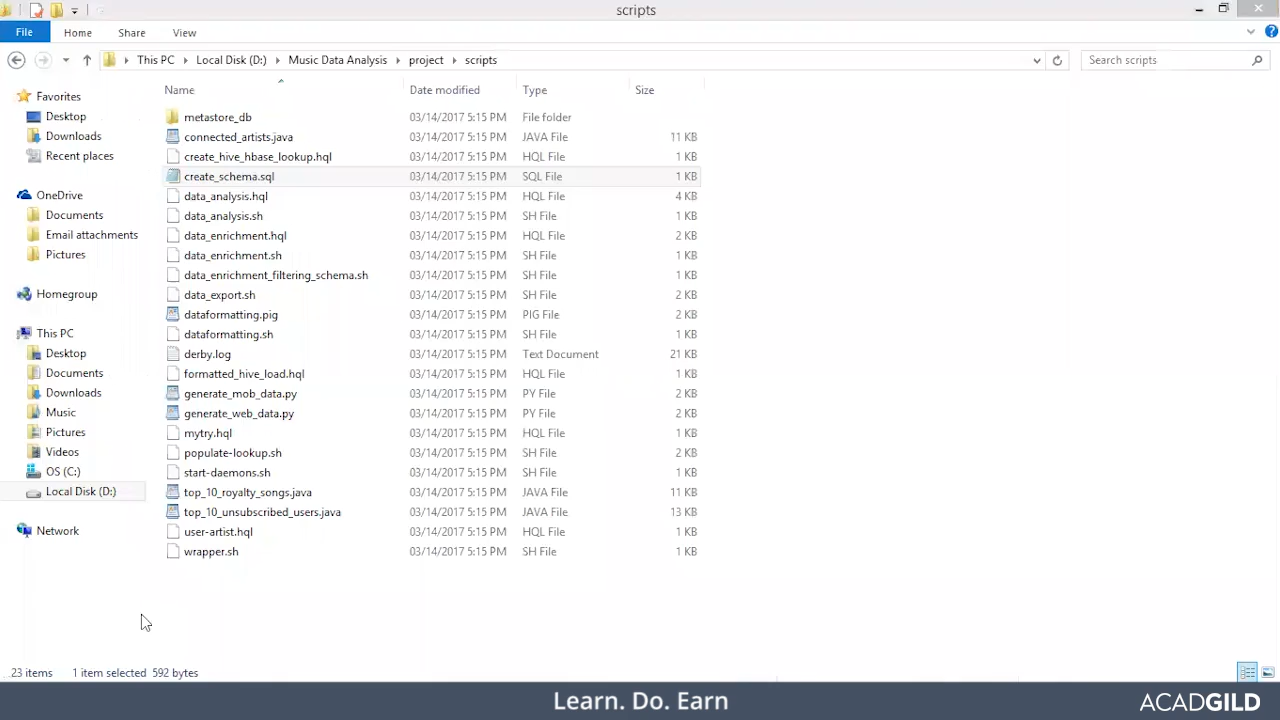 scripts
File Home Share View
This PC Local Disk (D:) Music Data Analysis project scripts Search scripts
Name Date modified Type Size
Favorites
Desktop
Downloads
Recent places
OneDrive
Documents
Email attachments
Pictures
Homegroup
This PC
Desktop
Documents
Downloads
Music
Pictures
Videos
OS (C:)
Local Disk (D:)
Network
metastore_db 03/14/2017 5:15 PM File folder
connected_artists.java 03/14/2017 5:15 PM JAVA File 11 KB
create_hive_hbase_lookup.hql 03/14/2017 5:15 PM HQL File 1 KB
create_schema.sql 03/14/2017 5:15 PM SQL File 1 KB
data_analysis.hql 03/14/2017 5:15 PM HQL File 4 KB
data_analysis.sh 03/14/2017 5:15 PM SH File 1 KB
data_enrichment.hql 03/14/2017 5:15 PM HQL File 2 KB
data_enrichment.sh 03/14/2017 5:15 PM SH File 1 KB
data_enrichment_filtering_schema.sh 03/14/2017 5:15 PM SH File 1 KB
data_export.sh 03/14/2017 5:15 PM SH File 2 KB
dataformatting.pig 03/14/2017 5:15 PM PIG File 2 KB
dataformatting.sh 03/14/2017 5:15 PM SH File 1 KB
derby.log 03/14/2017 5:15 PM Text Document 21 KB
formatted_hive_load.hql 03/14/2017 5:15 PM HQL File 1 KB
generate_mob_data.py 03/14/2017 5:15 PM PY File 2 KB
generate_web_data.py 03/14/2017 5:15 PM PY File 2 KB
mytry.hql 03/14/2017 5:15 PM HQL File 1 KB
populate-lookup.sh 03/14/2017 5:15 PM SH File 2 KB
start-daemons.sh 03/14/2017 5:15 PM SH File 1 KB
top_10_royalty_songs.java 03/14/2017 5:15 PM JAVA File 11 KB
top_10_unsubscribed_users.java 03/14/2017 5:15 PM JAVA File 13 KB
user-artist.hql 03/14/2017 5:15 PM HQL File 1 KB
wrapper.sh 03/14/2017 5:15 PM SH File 1 KB
23 items 1 item selected 592 bytes
Learn. Do. Earn
ACADGILD